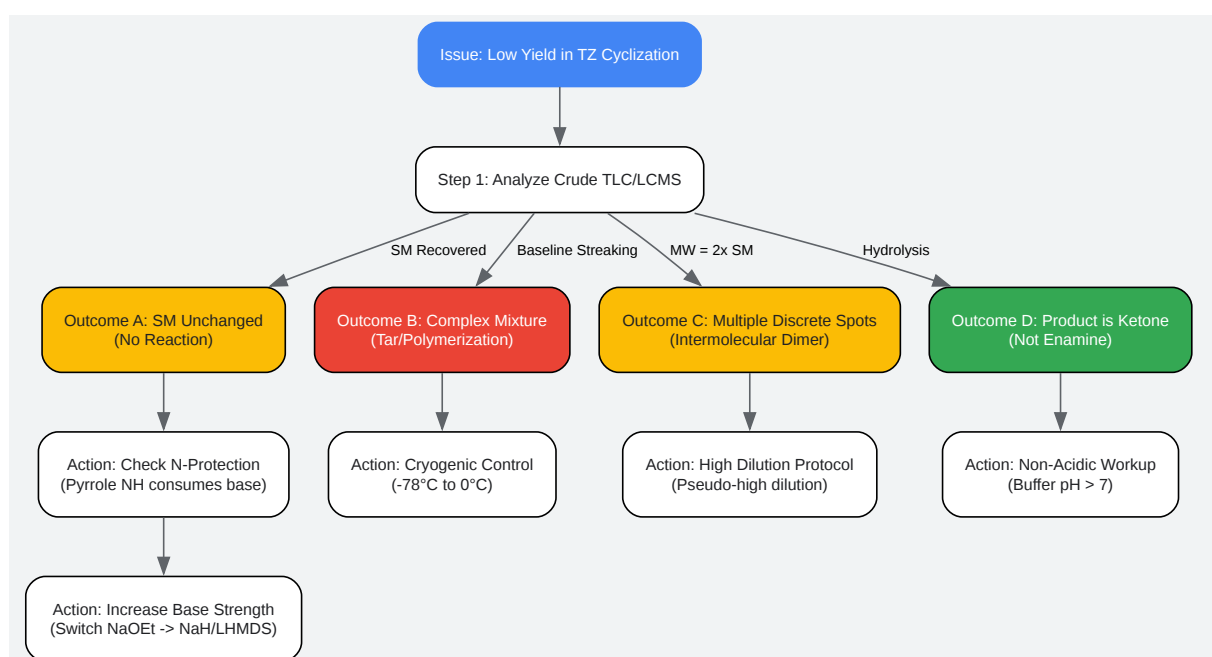 Issue: Low Yield in TZ Cyclization
Step 1: Analyze Crude TLC/LCMS
SM Recovered
Baseline Streaking
MW = 2x SM
Hydrolysis
Outcome A: SM Unchanged
(No Reaction)
Outcome B: Complex Mixture
(Tar/Polymerization)
Outcome C: Multiple Discrete Spots
(Intermolecular Dimer)
Outcome D: Product is Ketone
(Not Enamine)
Action: Check N-Protection
(Pyrrole NH consumes base)
Action: Cryogenic Control
(-78°C to 0°C)
Action: High Dilution Protocol
(Pseudo-high dilution)
Action: Non-Acidic Workup
(Buffer pH > 7)
Action: Increase Base Strength
(Switch NaOEt -> NaH/LHMDS)